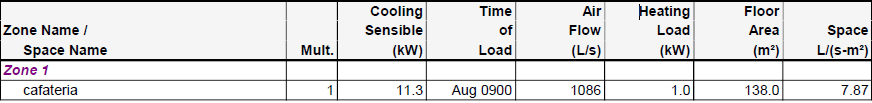 Cooling Time Air Heating Floor
Zone Name / Sensible of Flow Load Area Space
Space Name Mult. (kW) Load (L/s) (kW) (m²) L/(s-m²)
Zone 1
cafateria 1 11.3 Aug 0900 1086 1.0 138.0 7.87